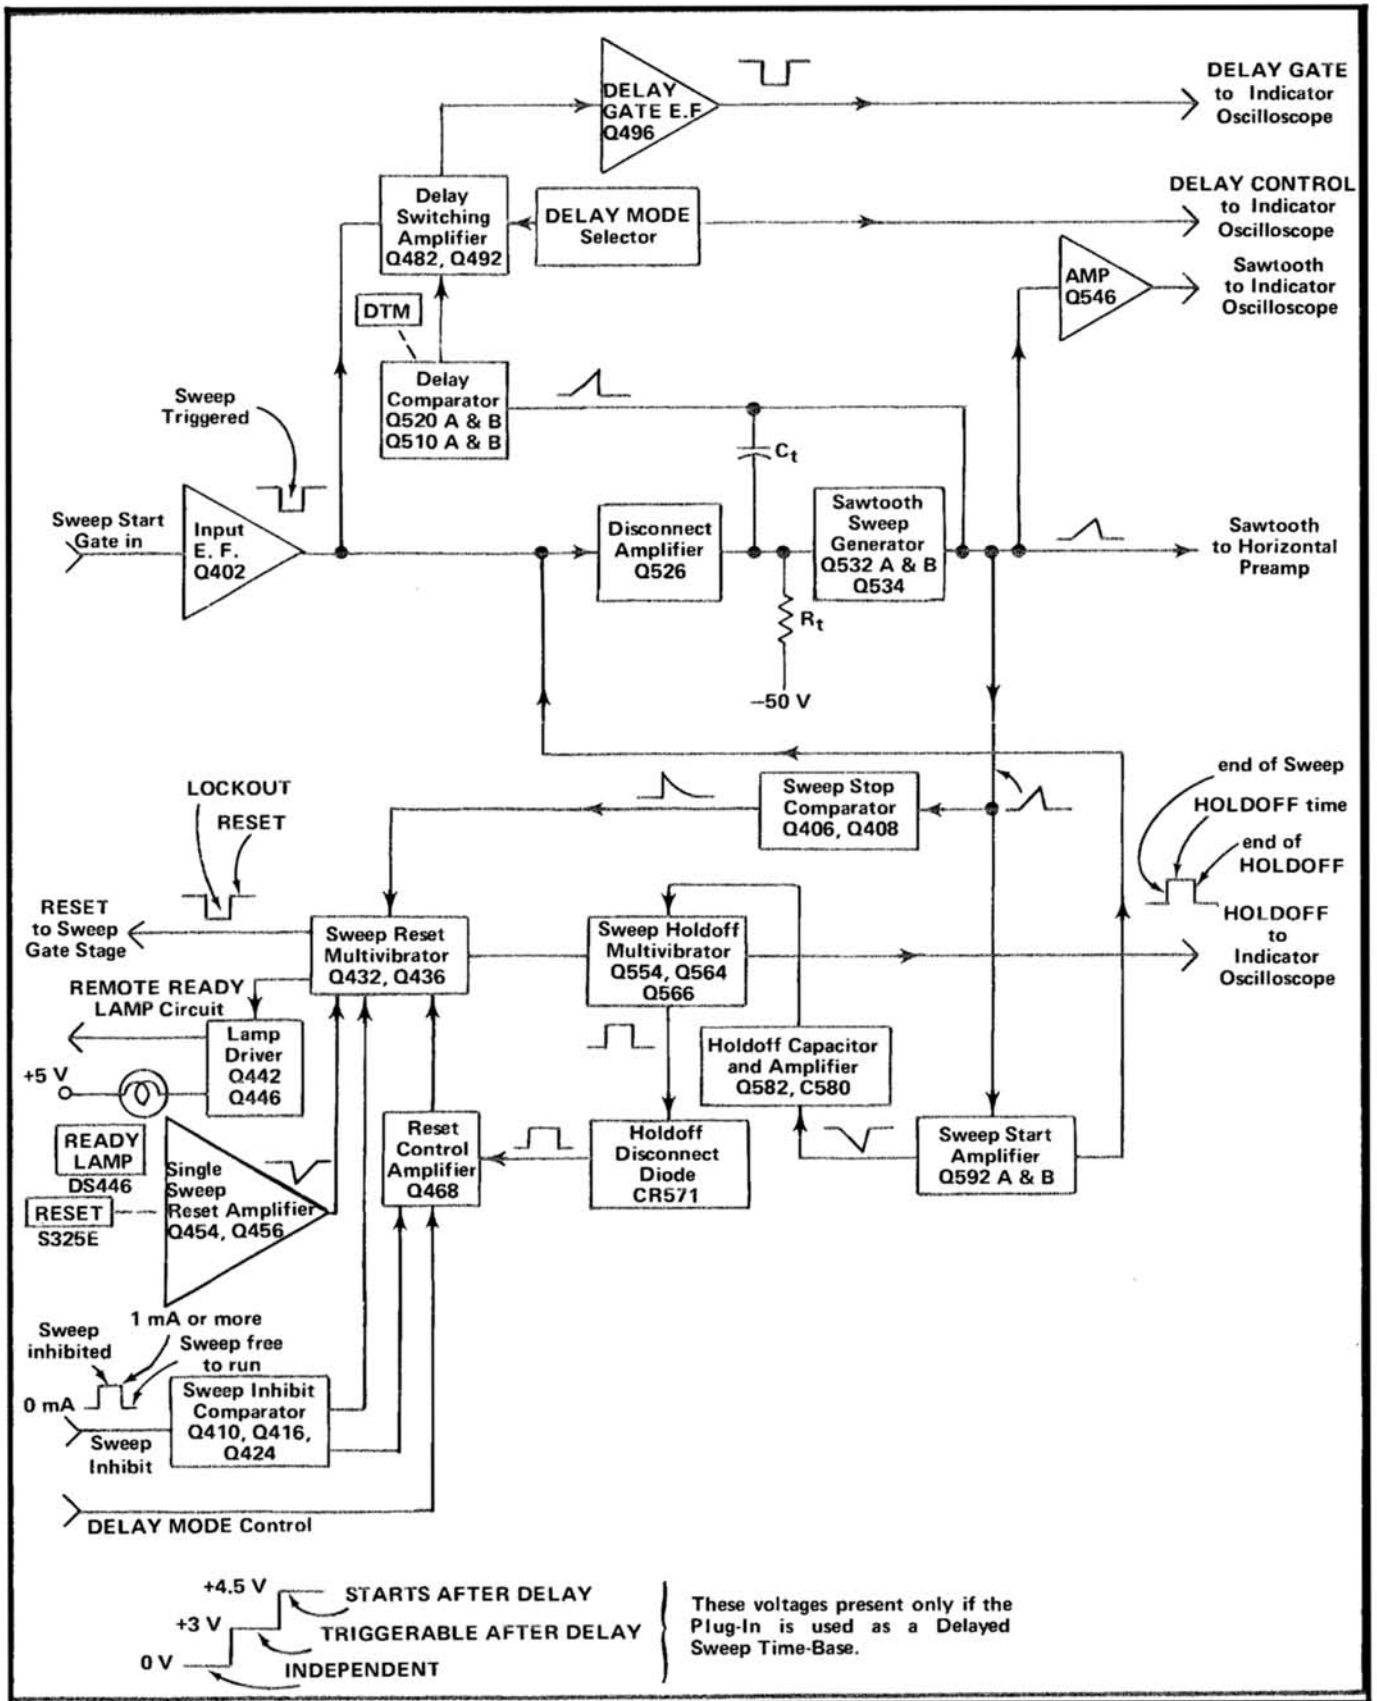 DELAY
GATE E.F
Q496
DELAY GATE
to Indicator
Oscilloscope
Delay
Switching
Amplifier
Q482, Q492
DELAY MODE
Selector
DELAY CONTROL
to Indicator
Oscilloscope
AMP
Q546
Sawtooth
to Indicator
Oscilloscope
DTM
Delay
Comparator
Q520 A & B
Q510 A & B
Sweep
Triggered
Ct
Sweep Start
Gate in
Input
E. F.
Q402
Disconnect
Amplifier
Q526
Sawtooth
Sweep
Generator
Q532 A & B
Q534
Sawtooth
to Horizontal
Preamp
Rt
−50 V
LOCKOUT
RESET
Sweep Stop
Comparator
Q406, Q408
end of Sweep
HOLDOFF time
end of
HOLDOFF
RESET
to Sweep
Gate Stage
Sweep Reset
Multivibrator
Q432, Q436
Sweep Holdoff
Multivibrator
Q554, Q564
Q566
HOLDOFF
to
Indicator
Oscilloscope
REMOTE READY
LAMP Circuit
Lamp
Driver
Q442
Q446
+5 V
Holdoff Capacitor
and Amplifier
Q582, C580
READY
LAMP
DS446
RESET
S325E
Single
Sweep
Reset Amplifier
Q454, Q456
Reset
Control
Amplifier
Q468
Holdoff
Disconnect
Diode
CR571
Sweep Start
Amplifier
Q592 A & B
1 mA or more
Sweep
inhibited
Sweep free
to run
0 mA
Sweep
Inhibit
Sweep Inhibit
Comparator
Q410, Q416,
Q424
DELAY MODE Control
+4.5 V
STARTS AFTER DELAY
+3 V
TRIGGERABLE AFTER DELAY
0 V
INDEPENDENT
These voltages present only if the
Plug-In is used as a Delayed
Sweep Time-Base.